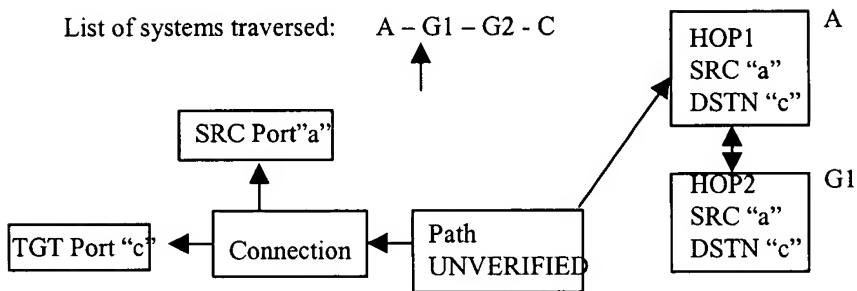 List of systems traversed: A – G1 – G2 - C
A
HOP1
SRC “a”
DSTN “c”
SRC Port”a”
G1
HOP2
SRC “a”
DSTN “c”
TGT Port “c”
Connection
Path
UNVERIFIED